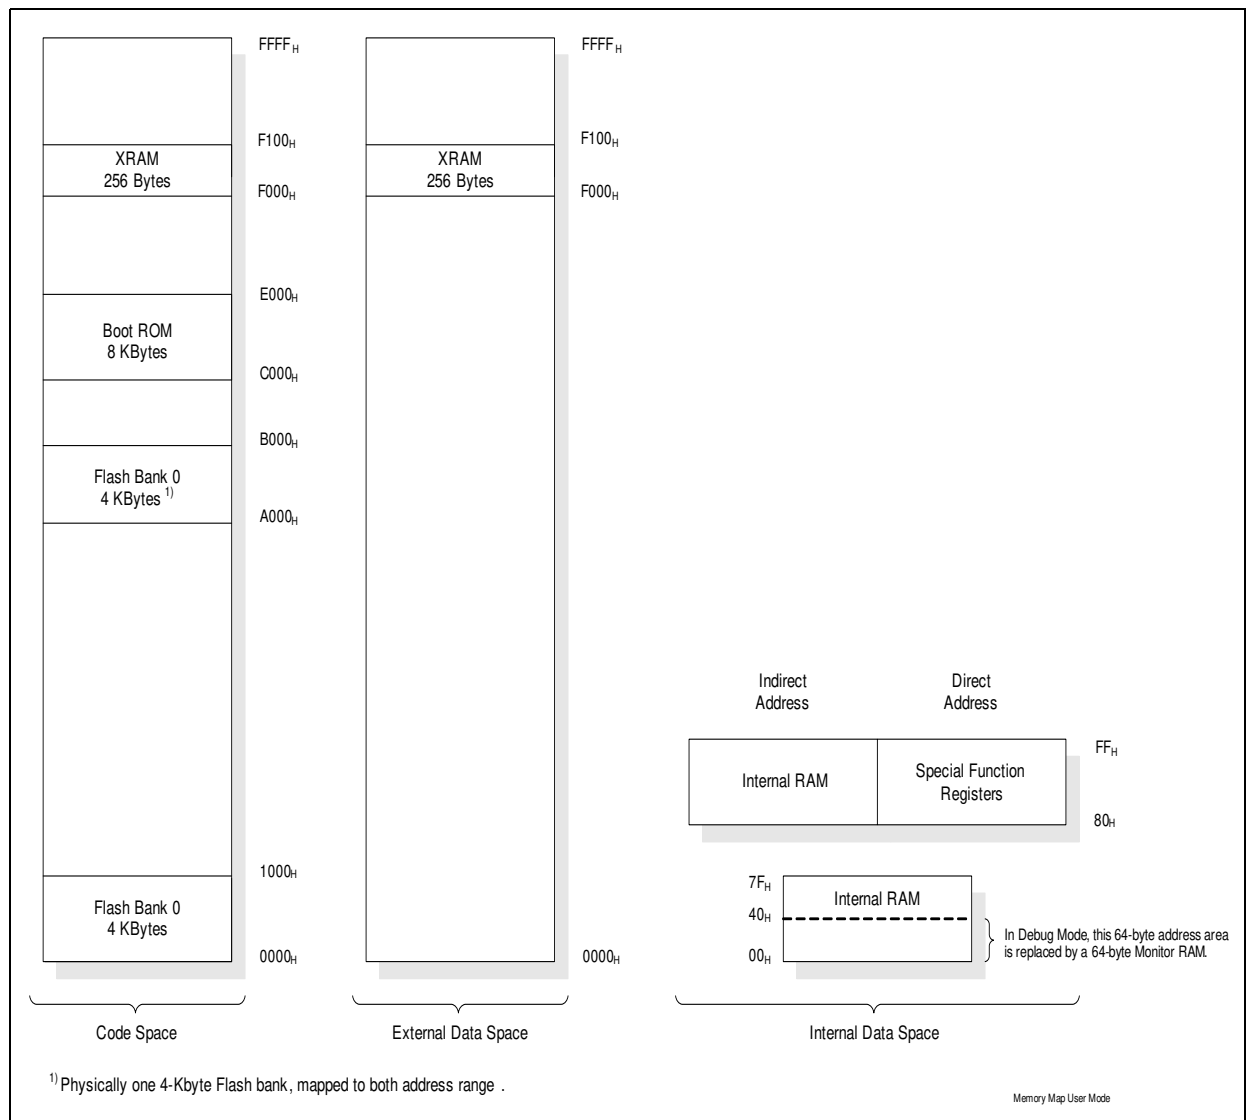 FFFFH
F100H
XRAM
256 Bytes
F000H
E000H
Boot ROM
8 KBytes
C000H
B000H
Flash Bank 0
4 KBytes 1)
A000H
1000H
Flash Bank 0
4 KBytes
0000H
Code Space
FFFFH
F100H
XRAM
256 Bytes
F000H
0000H
External Data Space
Indirect
Address
Direct
Address
Internal RAM
Special Function
Registers
FFH
80H
7FH
Internal RAM
40H
00H
In Debug Mode, this 64-byte address area
is replaced by a 64-byte Monitor RAM.
Internal Data Space
1) Physically one 4-Kbyte Flash bank, mapped to both address range .
Memory Map User Mode